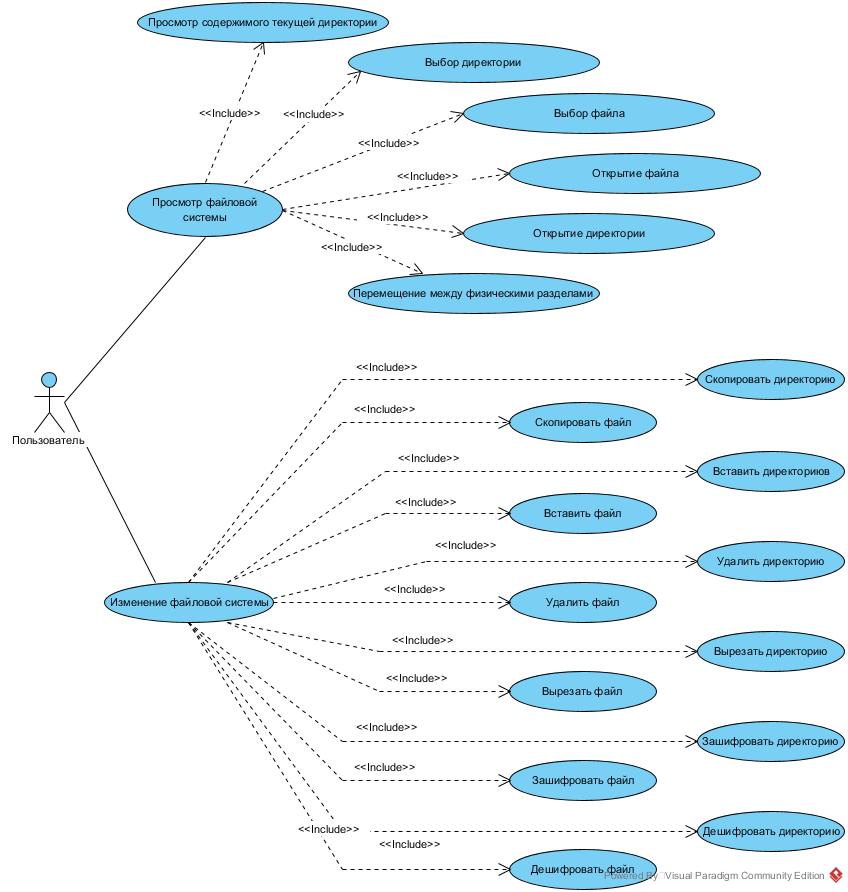 Просмотр содержимого текущей директории
Выбор директории
<<Include>>
<<Include>>
Выбор файла
<<Include>>
Открытие файла
<<Include>>
Просмотр файловой
системы
<<Include>>
Открытие директории
<<Include>>
Перемещение между физическими разделами
<<Include>>
Скопировать директорию
<<Include>>
Скопировать файл
Пользователь
<<Include>>
Вставить директориюв
<<Include>>
Вставить файл
<<Include>>
Удалить директорию
<<Include>>
Изменение файловой системы
Удалить файл
<<Include>>
Вырезать директорию
<<Include>>
Вырезать файл
<<Include>>
Зашифровать директорию
<<Include>>
Зашифровать файл
<<Include>>
Дешифровать директорию
<<Include>>
Дешифровать файл
Powered By Visual Paradigm Community Edition